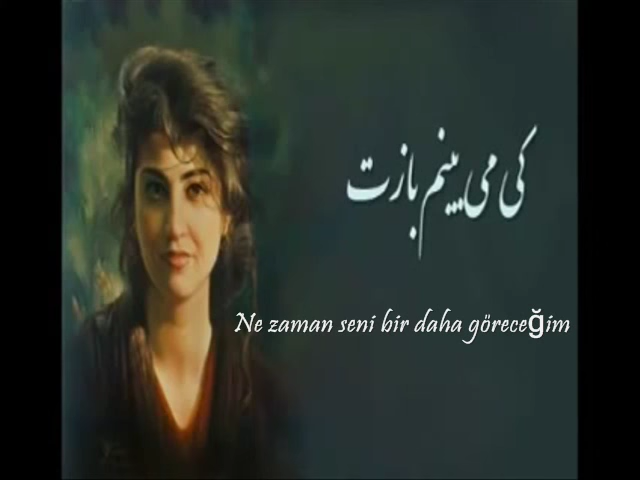 کی می بینم بازت
Ne zaman seni bir daha göreceğim